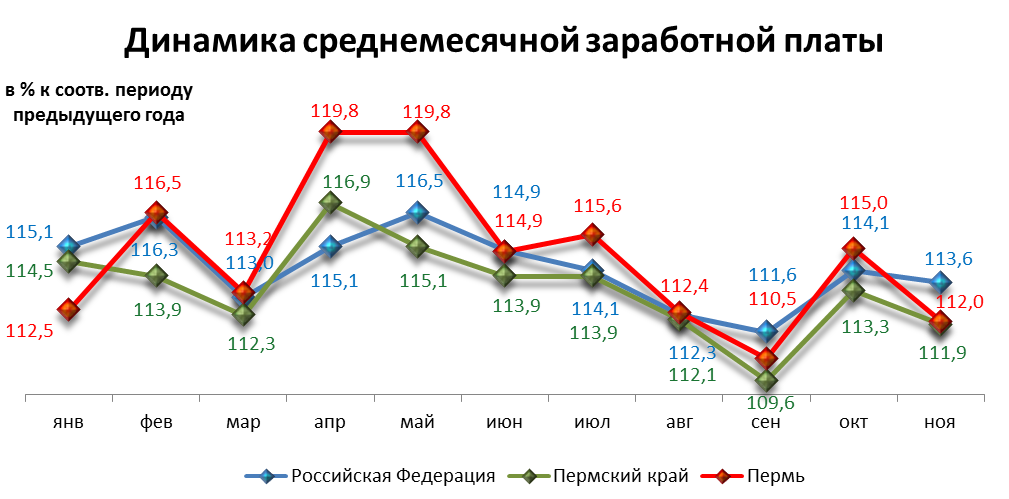 Динамика среднемесячной заработной платы
в % к соотв. периоду
предыдущего года
119,8 119,8
116,5 116,9 116,5 114,9 115,6 115,0
115,1 116,3 113,2 114,9 114,1
114,5 113,0 115,1 115,1 112,4 111,6 113,6
112,5 113,9 112,3 113,9 114,1 110,5 112,0
113,9 112,3 113,3 111,9
112,1 109,6
янв фев мар апр май июн июл авг сен окт ноя
Российская Федерация Пермский край Пермь